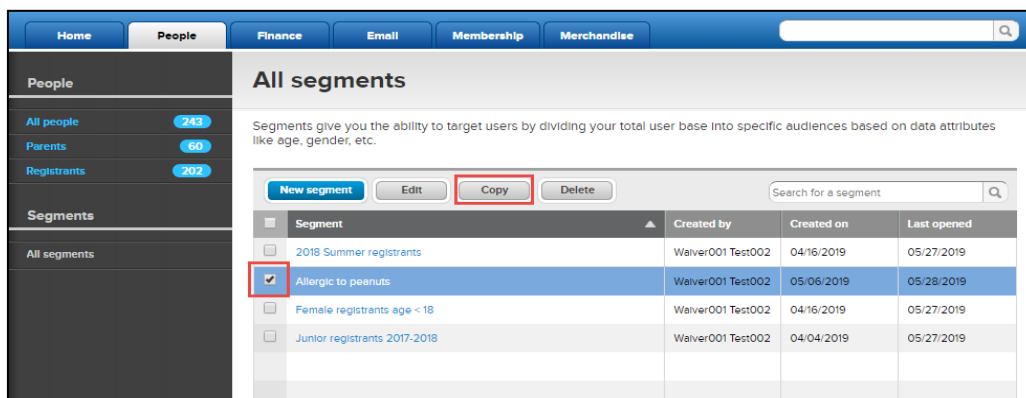 Home People Finance Email Membership Merchandise
People
All people 243
Parents 60
Registrants 202
Segments
All segments
All segments
Segments give you the ability to target users by dividing your total user base into specific audiences based on data attributes
like age, gender, etc.
New segment Edit Copy Delete Search for a segment
Segment Created by Created on Last opened
2018 Summer registrants Waiver001 Test002 04/16/2019 05/27/2019
Allergic to peanuts Waiver001 Test002 05/06/2019 05/28/2019
Female registrants age < 18 Waiver001 Test002 04/16/2019 05/27/2019
Junior registrants 2017-2018 Waiver001 Test002 04/04/2019 05/27/2019